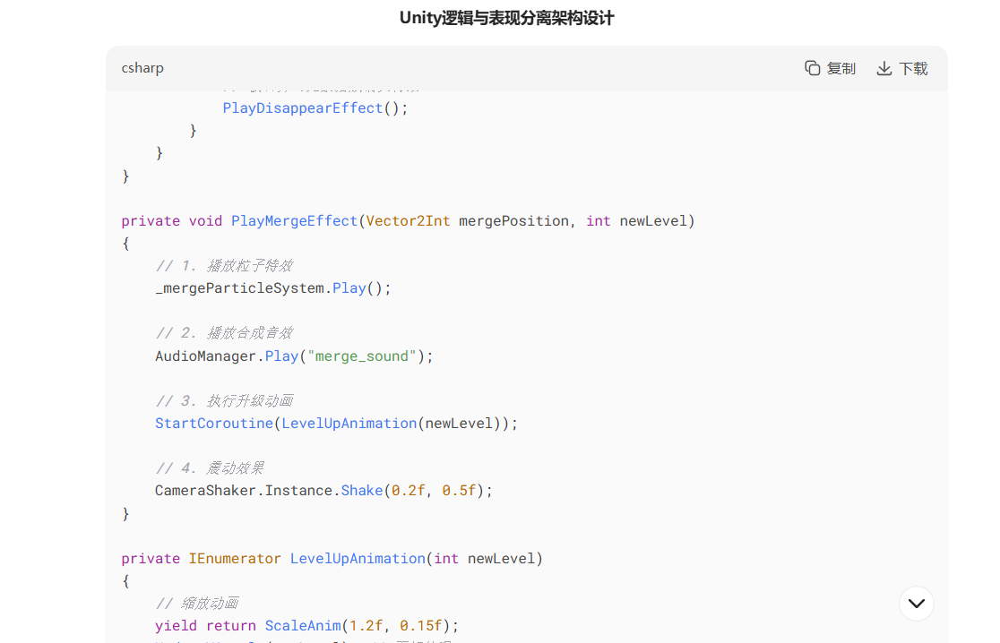 Unity逻辑与表现分离架构设计
csharp 复制 下载
PlayDisappearEffect();
}
}
}
private void PlayMergeEffect(Vector2Int mergePosition, int newLevel)
{
// 1. 播放粒子特效
_mergeParticleSystem.Play();
// 2. 播放合成音效
AudioManager.Play("merge_sound");
// 3. 执行升级动画
StartCoroutine(LevelUpAnimation(newLevel));
// 4. 震动效果
CameraShaker.Instance.Shake(0.2f, 0.5f);
}
private IEnumerator LevelUpAnimation(int newLevel)
{
// 缩放动画
yield return ScaleAnim(1.2f, 0.15f);